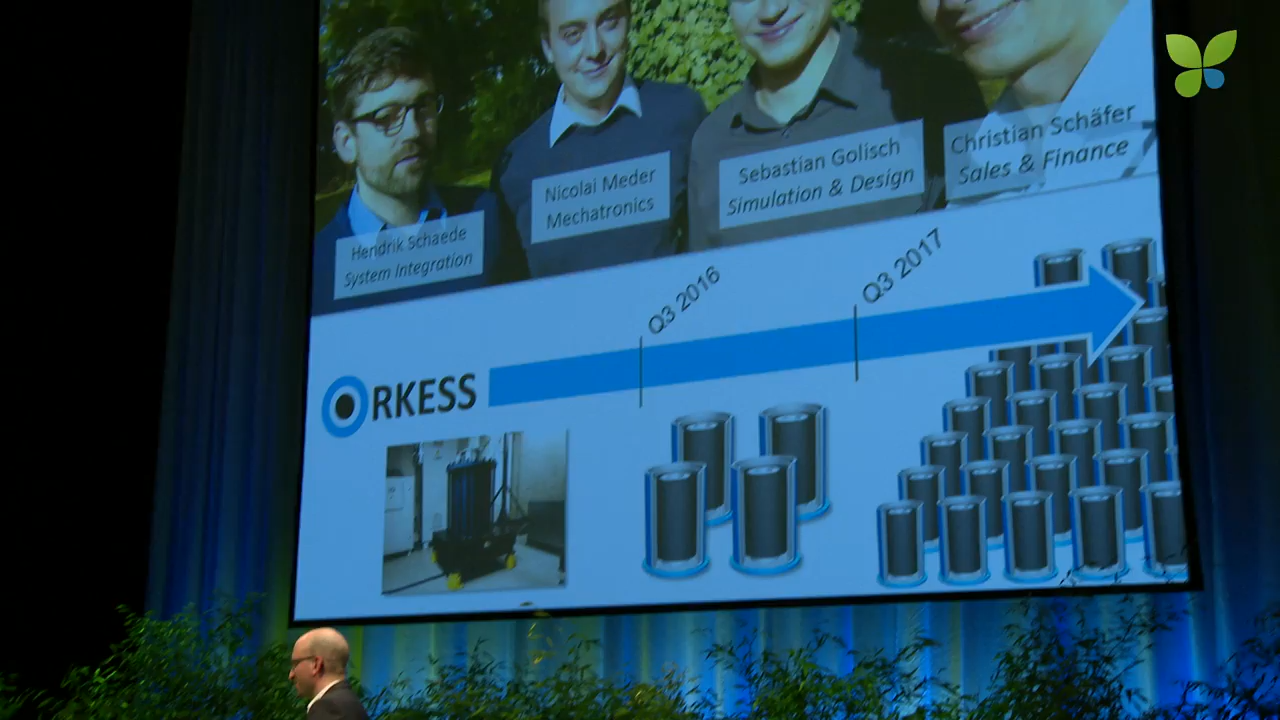 Hendrik Schaede
System Integration
Nicolai Meder
Mechatronics
Sebastian Golisch
Simulation & Design
Christian Schäfer
Sales & Finance
Q3 2016
Q3 2017
ORKESS